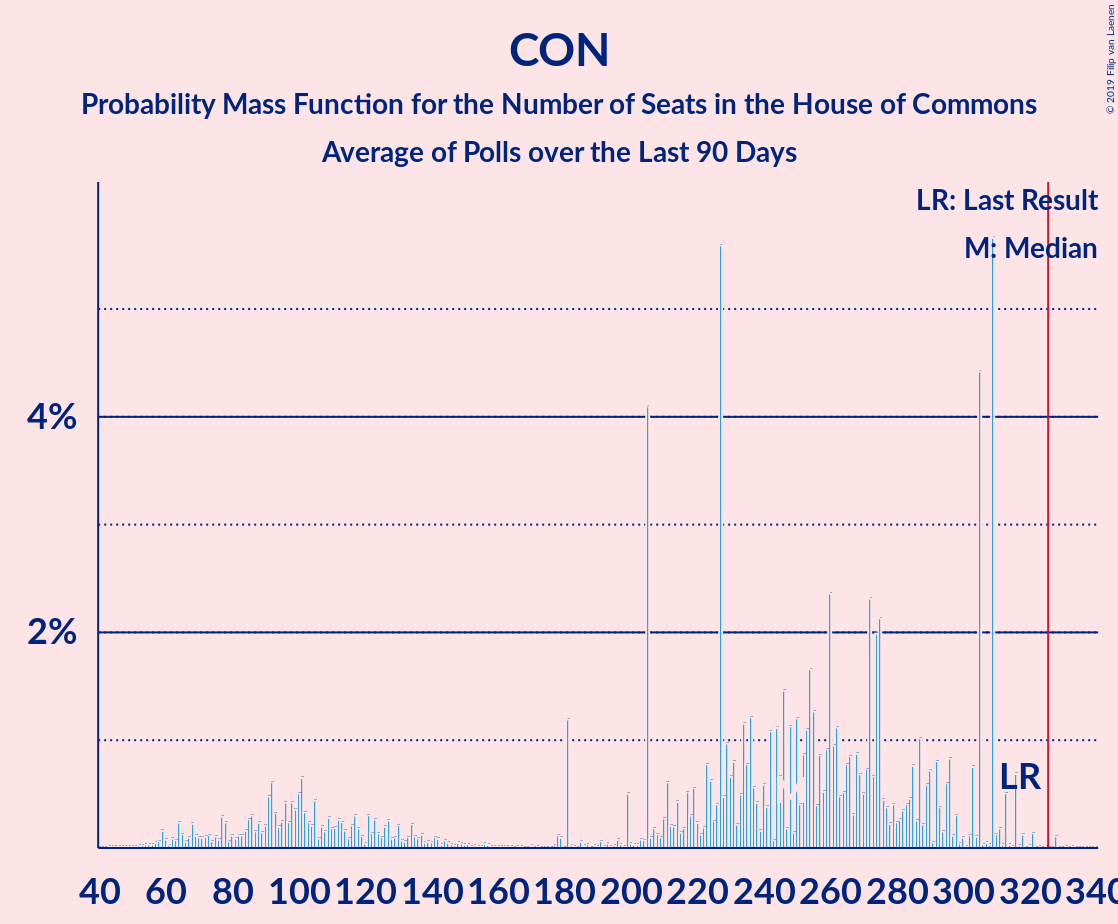 CON
Probability Mass Function for the Number of Seats in the House of Commons
Average of Polls over the Last 90 Days
© 2019 Filip van Laenen
LR: Last Result
M: Median
4%
2%
LR
40 60 80 100 120 140 160 180 200 220 240 260 280 300 320 340